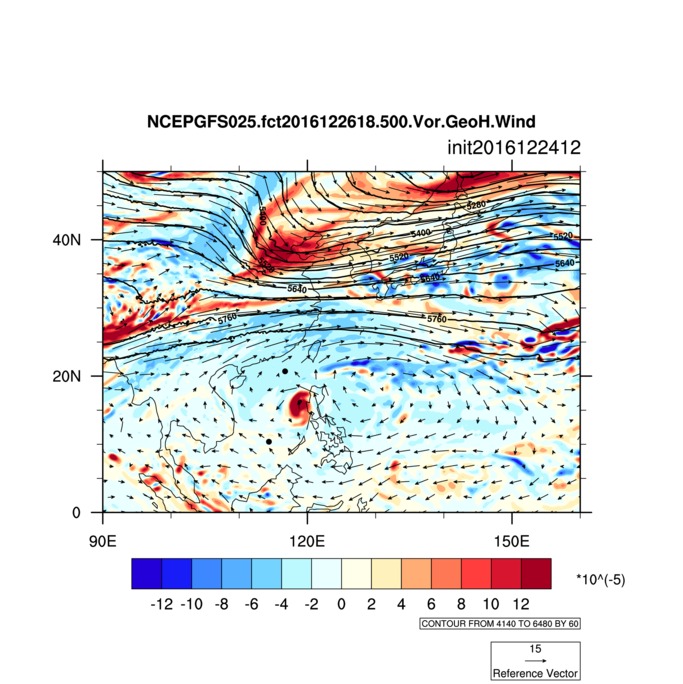 NCEPGFS025.fct2016122618.500.Vor.GeoH.Wind
init2016122412
5280
5400
5520
5520
5640
5640
5640
5760
5760
40N
20N
0
90E 120E 150E
-12 -10 -8 -6 -4 -2 0 2 4 6 8 10 12
*10^(-5)
CONTOUR FROM 4140 TO 6480 BY 60
15
Reference Vector